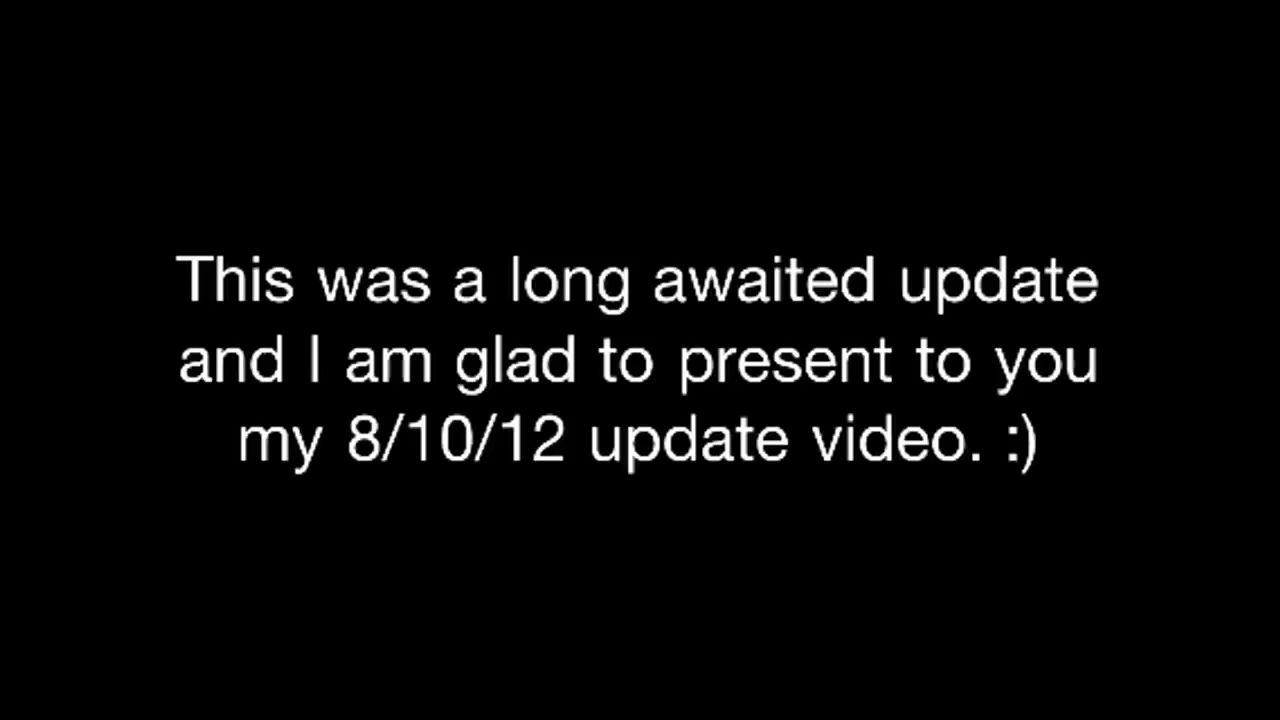 This was a long awaited update
and I am glad to present to you
my 8/10/12 update video. :)